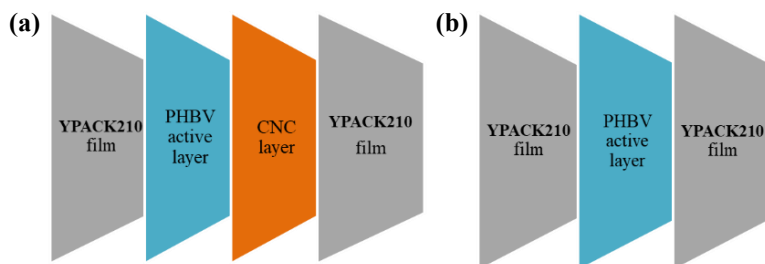 (a)
YPACK210
film
PHBV
active
layer
CNC
layer
YPACK210
film
(b)
YPACK210
film
PHBV
active
layer
YPACK210
film